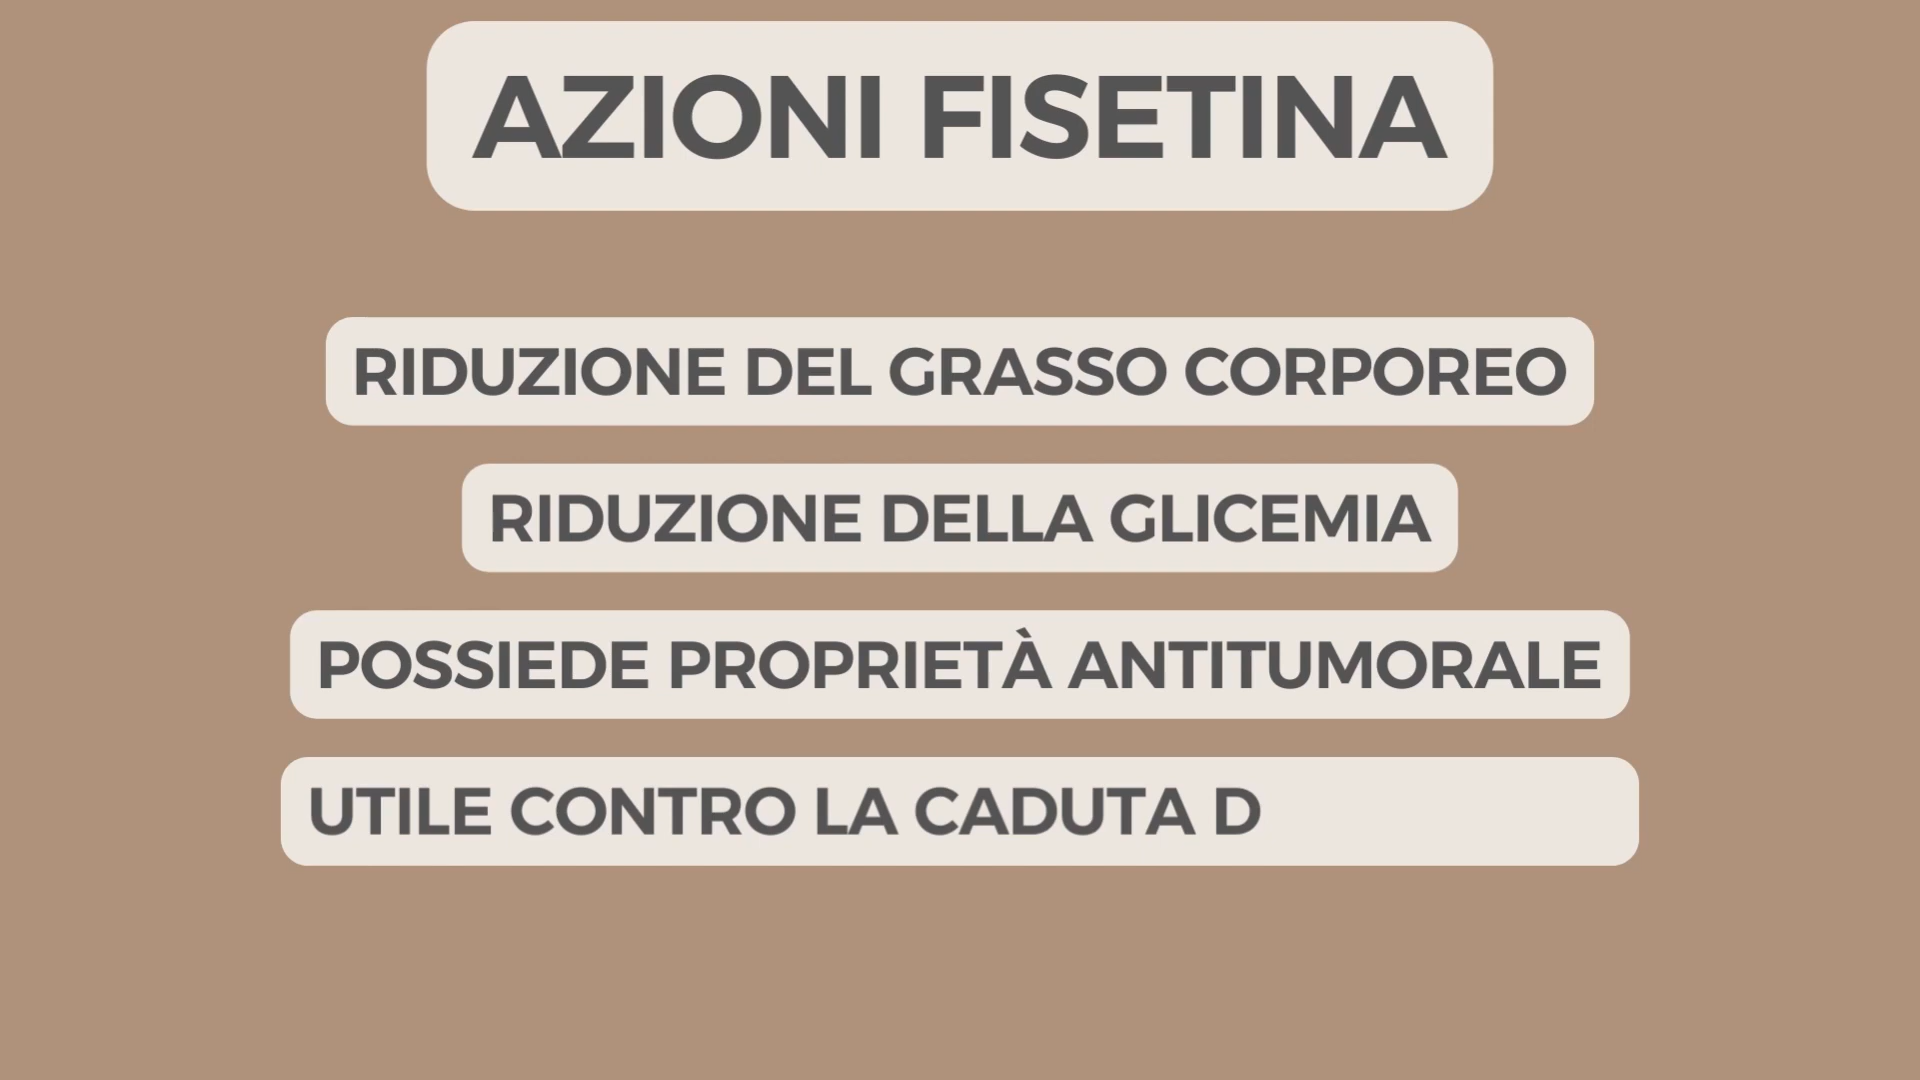 AZIONI FISETINA
RIDUZIONE DEL GRASSO CORPOREO
RIDUZIONE DELLA GLICEMIA
POSSIEDE PROPRIETÀ ANTITUMORALE
UTILE CONTRO LA CADUTA D